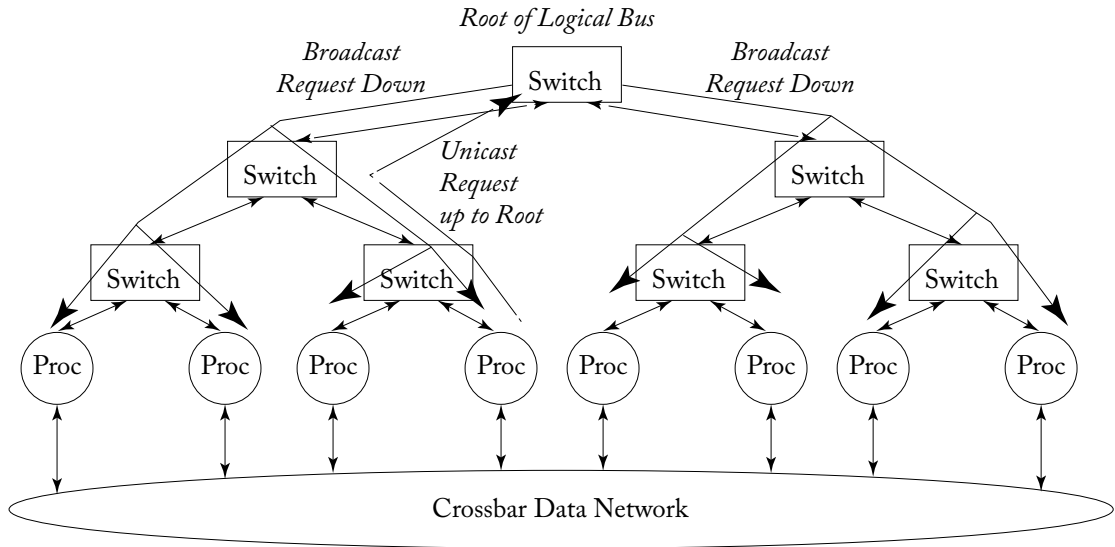 Root of Logical Bus
Broadcast
Request Down
Switch
Broadcast
Request Down
Switch
Unicast
Request
up to Root
Switch
Switch
Switch
Switch
Switch
Proc
Proc
Proc
Proc
Proc
Proc
Proc
Proc
Crossbar Data Network